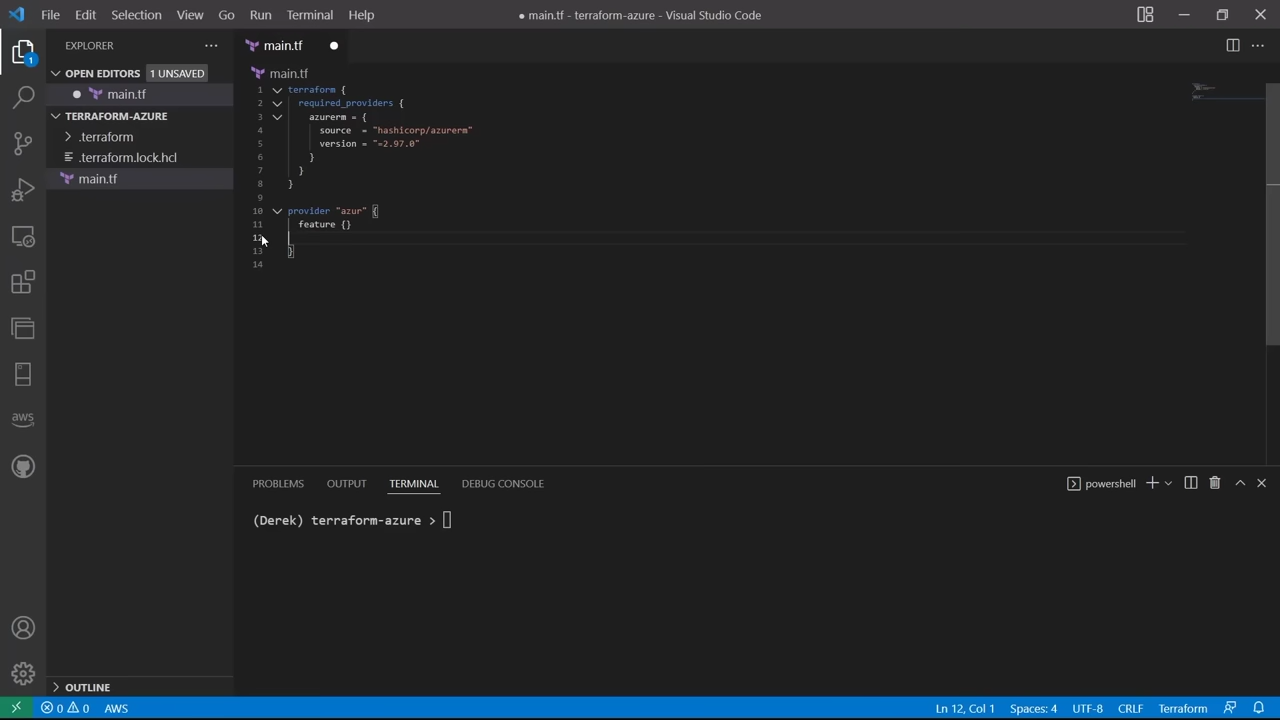 File Edit Selection View Go Run Terminal Help
● main.tf - terraform-azure - Visual Studio Code
EXPLORER
OPEN EDITORS 1 UNSAVED
main.tf
TERRAFORM-AZURE
.terraform
.terraform.lock.hcl
main.tf
OUTLINE
1
aws
main.tf
main.tf
1 terraform {
2 required_providers {
3 azurerm = {
4 source = "hashicorp/azurerm"
5 version = "=2.97.0"
6 }
7 }
8 }
9
10 provider "azur" {
11 feature {}
12
13 }
14
PROBLEMS OUTPUT TERMINAL DEBUG CONSOLE
powershell
(Derek) terraform-azure >
0 0 AWS
Ln 12, Col 1 Spaces: 4 UTF-8 CRLF Terraform